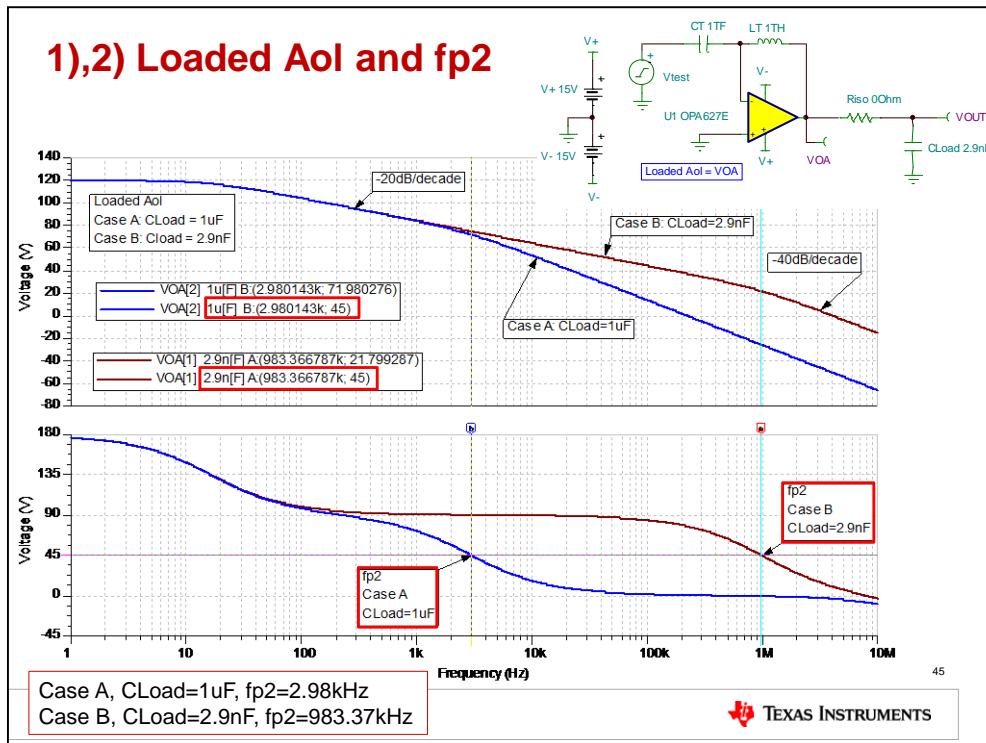 1),2) Loaded Aol and fp2
CT 1TF
LT 1TH
V+
Vtest
V-
V+ 15V
U1 OPA627E
Riso 0Ohm
VOUT
V- 15V
V+
VOA
CLoad 2.9n
Loaded Aol = VOA
V-
140
120
100
80
60
40
20
0
-20
-40
-60
-80
Voltage (V)
-20dB/decade
Loaded Aol
Case A: CLoad = 1uF
Case B: Cload = 2.9nF
Case B: CLoad=2.9nF
-40dB/decade
VOA[2] 1u[F] B:(2.980143k; 71.980276)
VOA[2] 1u[F] B:(2.980143k; 45)
Case A: CLoad=1uF
VOA[1] 2.9n[F] A:(983.366787k; 21.799287)
VOA[1] 2.9n[F] A:(983.366787k; 45)
b
a
180
135
90
45
0
-45
Voltage (V)
fp2
Case B
CLoad=2.9nF
fp2
Case A
CLoad=1uF
1 10 100 1k 10k 100k 1M 10M
Frequency (Hz)
45
Case A, CLoad=1uF, fp2=2.98kHz
Case B, CLoad=2.9nF, fp2=983.37kHz
TEXAS INSTRUMENTS